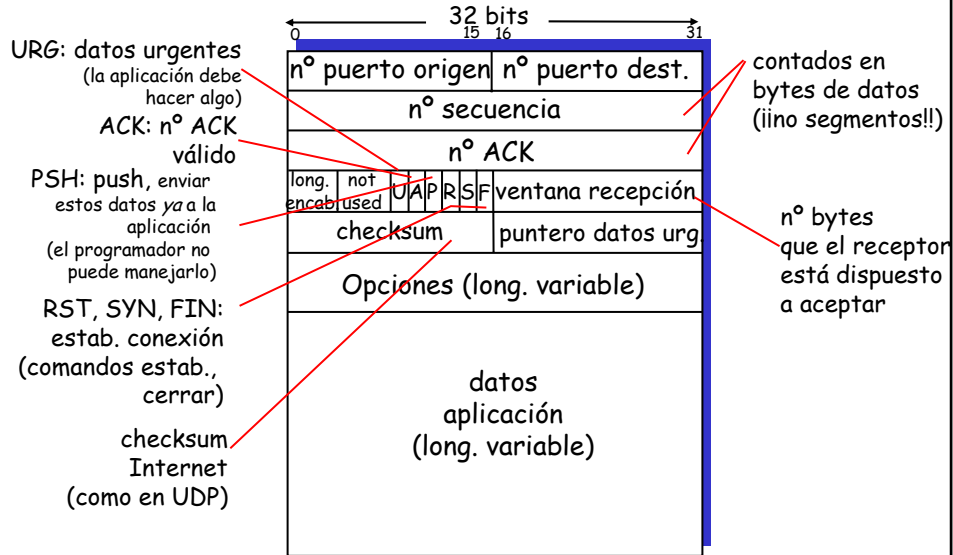 32 bits
0 15 16 31
URG: datos urgentes
(la aplicación debe
hacer algo)
ACK: nº ACK
válido
PSH: push, enviar
estos datos ya a la
aplicación
(el programador no
puede manejarlo)
RST, SYN, FIN:
estab. conexión
(comandos estab.,
cerrar)
checksum
Internet
(como en UDP)
nº puerto origen nº puerto dest.
nº secuencia
nº ACK
long.
encab
not
used
U A P R S F
ventana recepción
checksum
puntero datos urg.
Opciones (long. variable)
datos
aplicación
(long. variable)
contados en
bytes de datos
(¡¡no segmentos!!)
nº bytes
que el receptor
está dispuesto
a aceptar